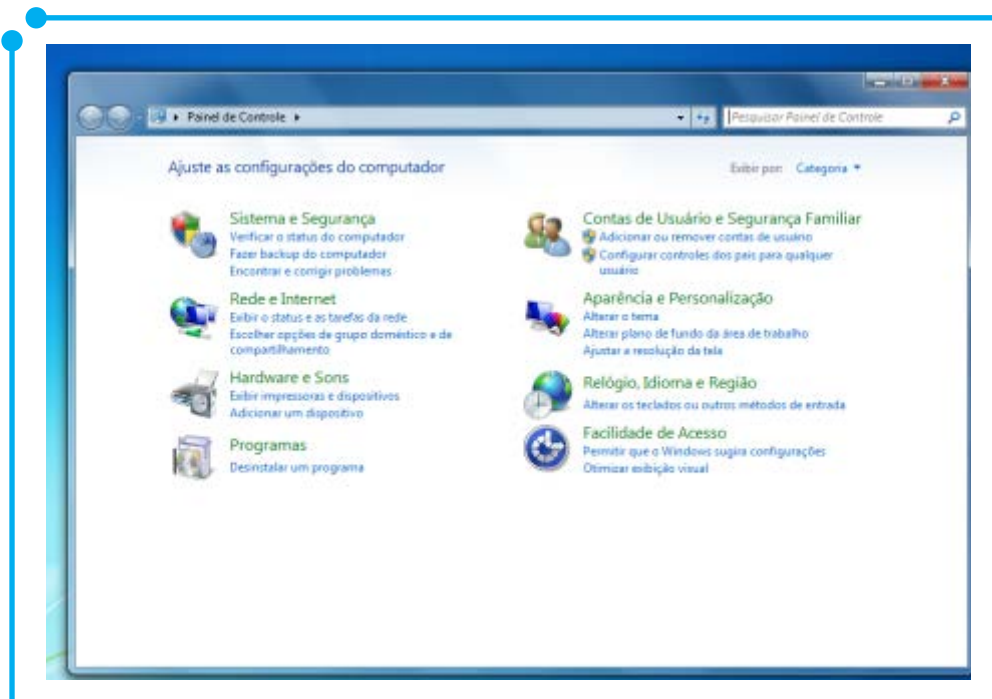 Painel de Controle
Pesquisar Painel de Controle
Ajuste as configurações do computador
Exibir por: Categoria
Sistema e Segurança
Verificar o status do computador
Fazer backup do computador
Encontrar e corrigir problemas
Rede e Internet
Exibir o status e as tarefas da rede
Escolher opções de grupo doméstico e de
compartilhamento
Hardware e Sons
Exibir impressoras e dispositivos
Adicionar um dispositivo
Programas
Desinstalar um programa
Contas de Usuário e Segurança Familiar
Adicionar ou remover contas de usuário
Configurar controles dos pais para qualquer
usuário
Aparência e Personalização
Alterar o tema
Alterar plano de fundo da área de trabalho
Ajustar a resolução da tela
Relógio, Idioma e Região
Alterar os teclados ou outros métodos de entrada
Facilidade de Acesso
Permitir que o Windows sugira configurações
Otimizar exibição visual